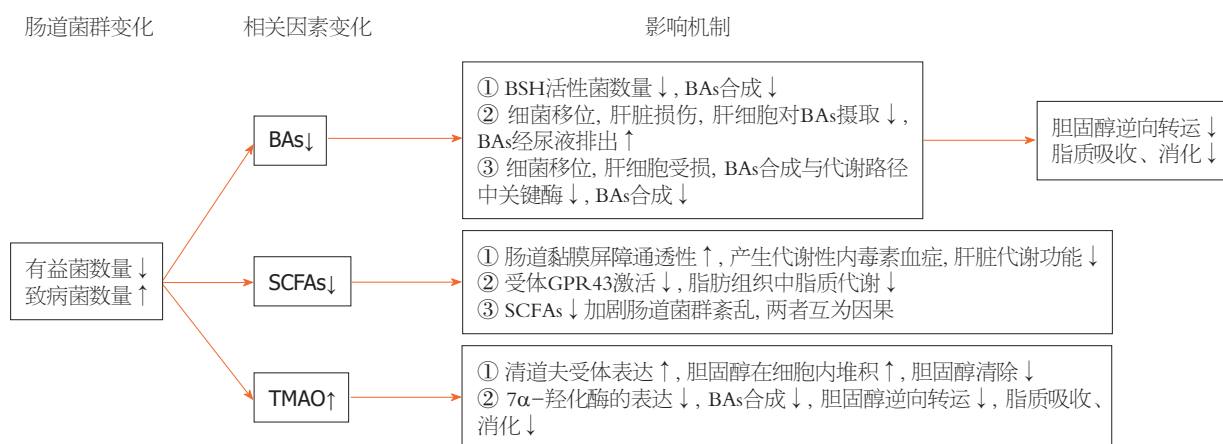 肠道菌群变化
相关因素变化
影响机制
有益菌数量↓
致病菌数量↑
BAs↓
① BSH活性菌数量↓, BAs合成↓
② 细菌移位, 肝脏损伤, 肝细胞对BAs摄取↓,
BAs经尿液排出↑
③ 细菌移位, 肝细胞受损, BAs合成与代谢路径
中关键酶↓, BAs合成↓
胆固醇逆向转运↓
脂质吸收、消化↓
SCFAs↓
① 肠道黏膜屏障通透性↑, 产生代谢性内毒素血症, 肝脏代谢功能↓
② 受体GPR43激活↓, 脂肪组织中脂质代谢↓
③ SCFAs↓加剧肠道菌群紊乱, 两者互为因果
TMAO↑
① 清道夫受体表达↑, 胆固醇在细胞内堆积↑, 胆固醇清除↓
② 7α-羟化酶的表达↓, BAs合成↓, 胆固醇逆向转运↓, 脂质吸收、
消化↓